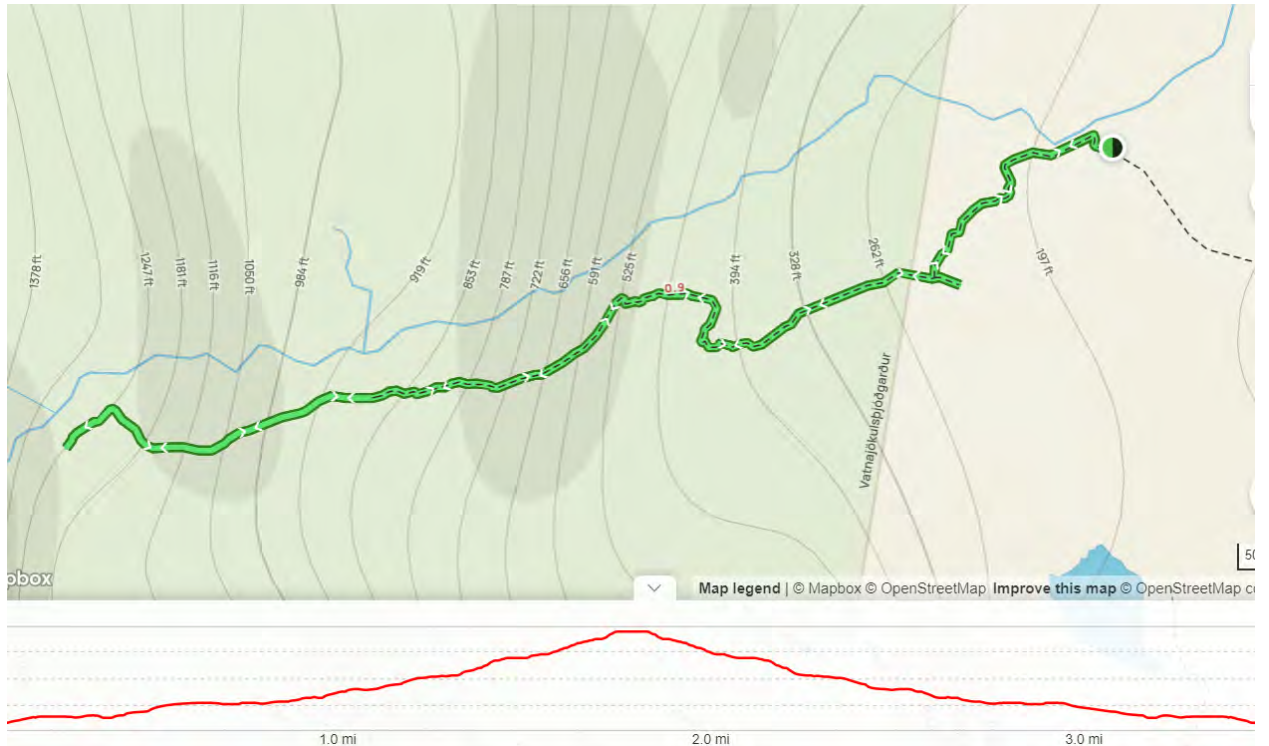 1378 ft
1247 ft
1181 ft
1116 ft
1050 ft
984 ft
919 ft
853 ft
787 ft
722 ft
656 ft
591 ft
525 ft
0.9
394 ft
328 ft
262 ft
197 ft
Vatnajökulsþjóðgarður
50
pbox
Map legend | © Mapbox © OpenStreetMap Improve this map © OpenStreetMap co
1.0 mi 2.0 mi 3.0 mi